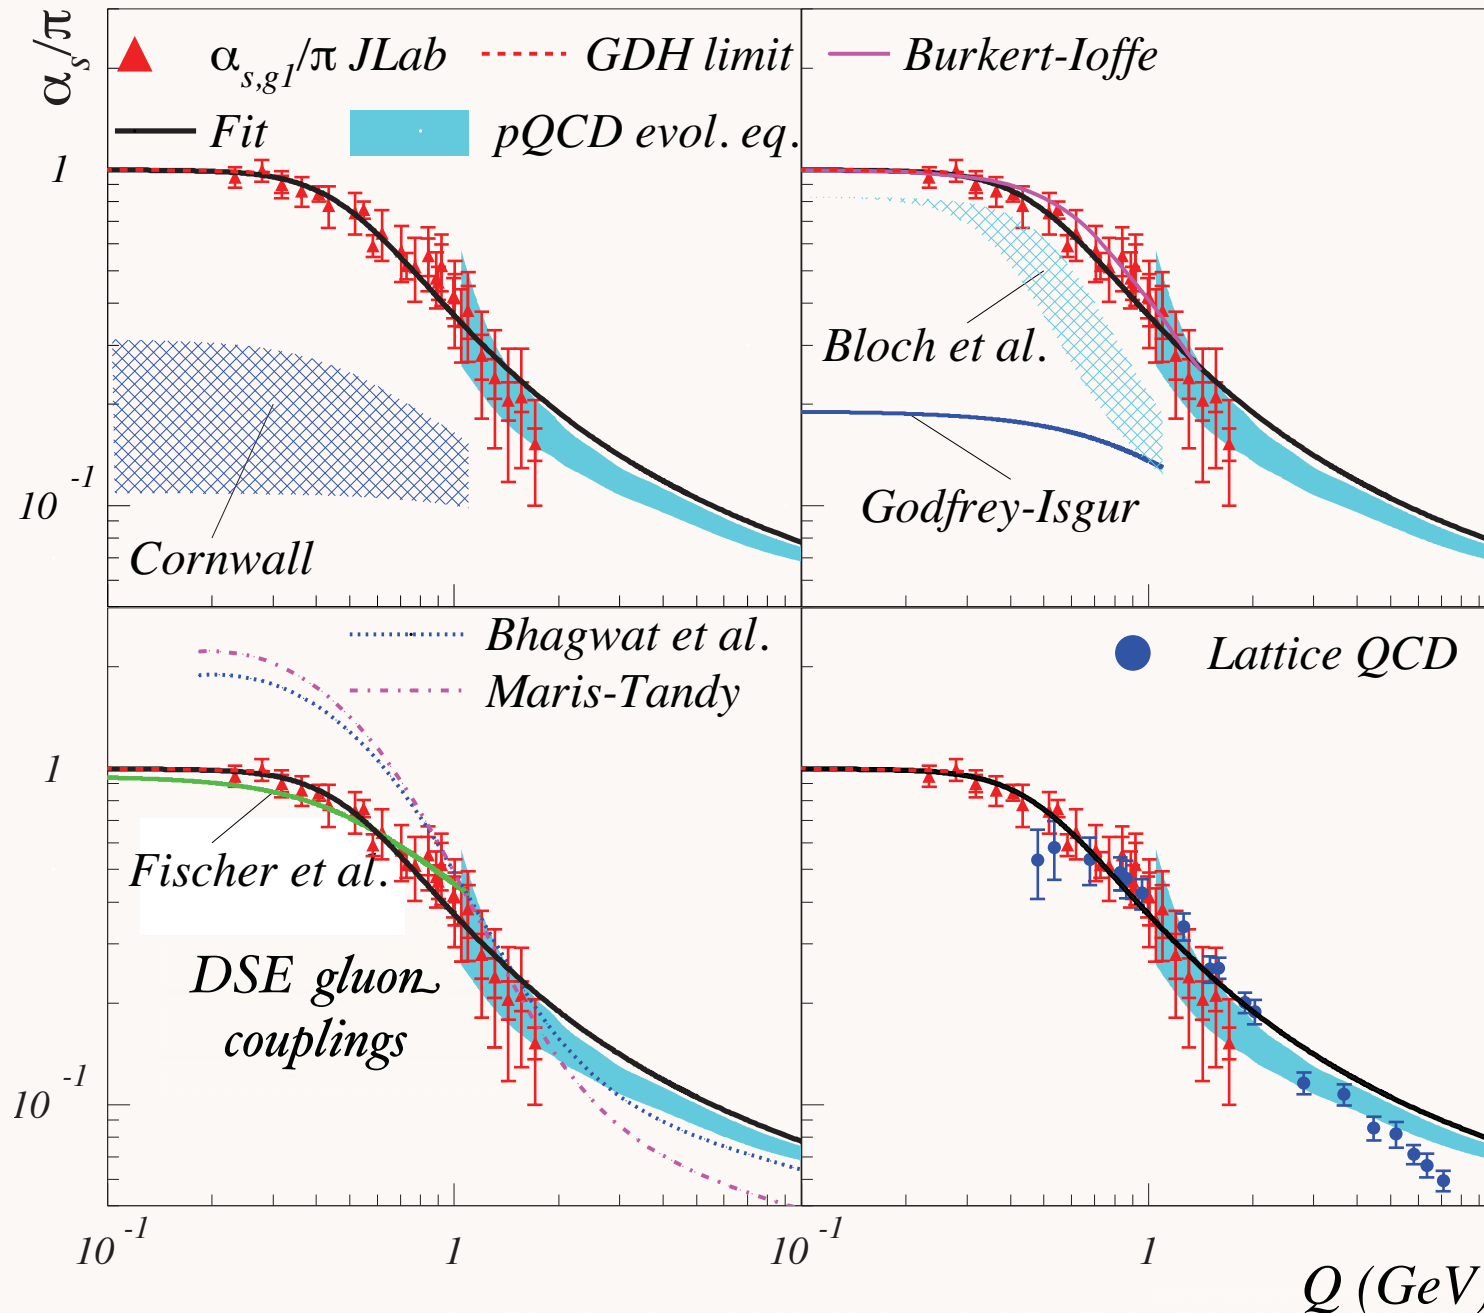 α_s/π
α_{s,g1}/π JLab
GDH limit
Burkert-Ioffe
Fit
pQCD evol. eq.
1
Bloch et al.
10^{-1}
Godfrey-Isgur
Cornwall
Bhagwat et al.
Lattice QCD
Maris-Tandy
1
Fischer et al.
DSE gluon
couplings
10^{-1}
10^{-1} 1 10^{-1} 1
Q (GeV)